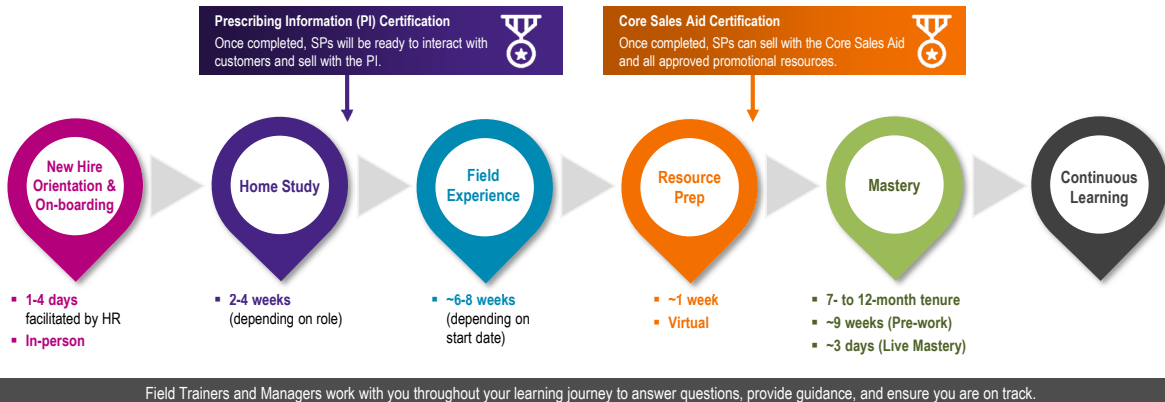 Prescribing Information (PI) Certification
Once completed, SPs will be ready to interact with
customers and sell with the PI.
Core Sales Aid Certification
Once completed, SPs can sell with the Core Sales Aid
and all approved promotional resources.
New Hire
Orientation &
On-boarding
Home Study
Field
Experience
Resource
Prep
Mastery
Continuous
Learning
▪ 1-4 days
facilitated by HR
▪ In-person
▪ 2-4 weeks
(depending on role)
▪ ~6-8 weeks
(depending on
start date)
▪ ~1 week
▪ Virtual
▪ 7- to 12-month tenure
▪ ~9 weeks (Pre-work)
▪ ~3 days (Live Mastery)
Field Trainers and Managers work with you throughout your learning journey to answer questions, provide guidance, and ensure you are on track.